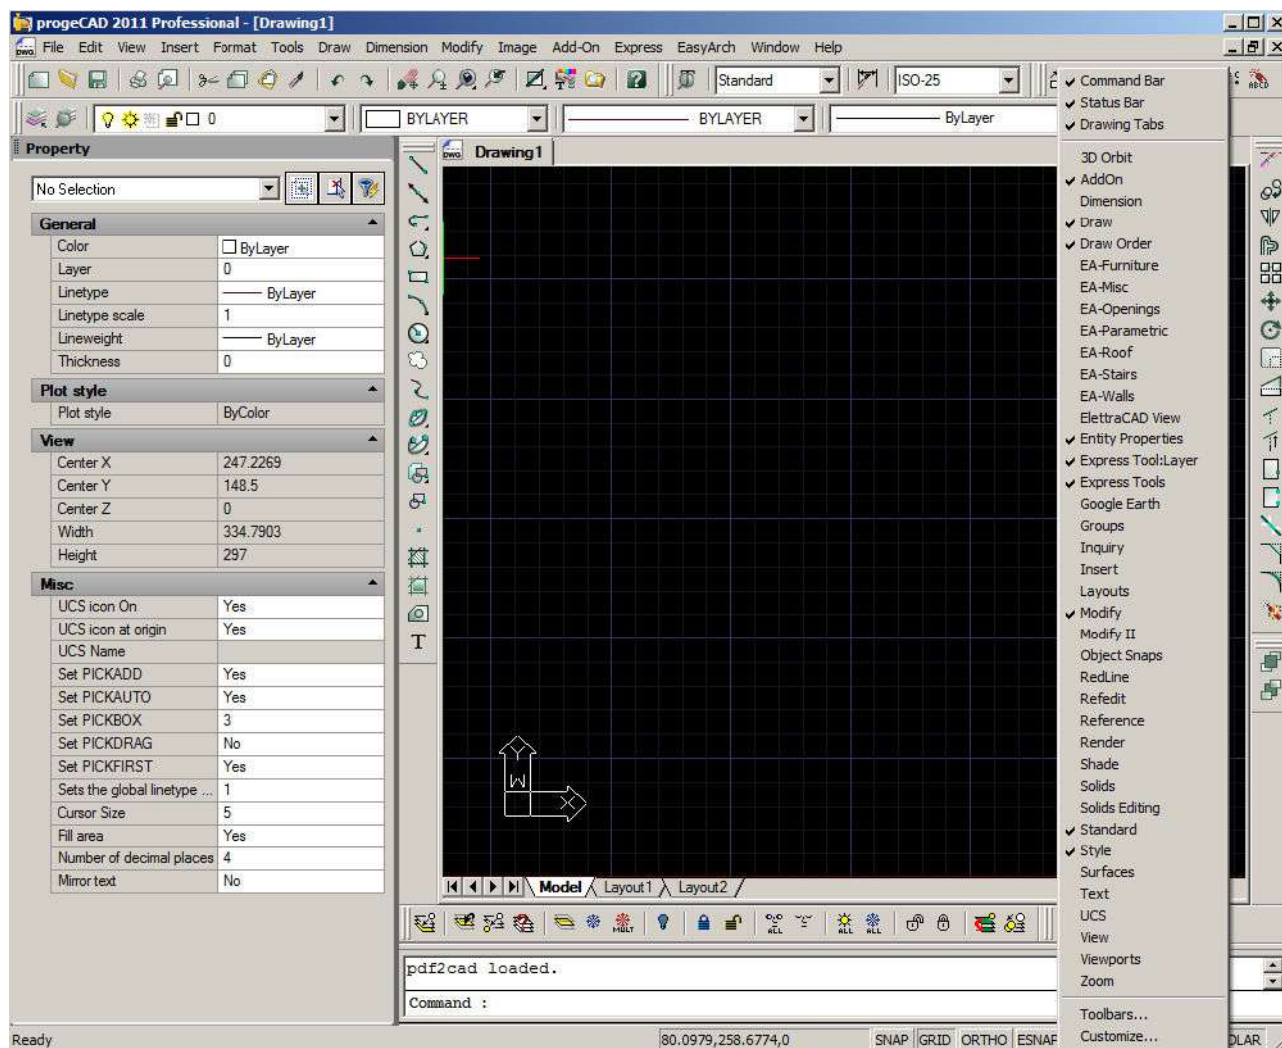 progeCAD 2011 Professional - [Drawing1]
File Edit View Insert Format Tools Draw Dimension Modify Image Add-On Express EasyArch Window Help
Standard ISO-25
0 BYLAYER BYLAYER ByLayer
Property
No Selection
General
Color ByLayer
Layer 0
Linetype ByLayer
Linetype scale 1
Lineweight ByLayer
Thickness 0
Plot style
Plot style ByColor
View
Center X 247.2269
Center Y 148.5
Center Z 0
Width 334.7903
Height 297
Misc
UCS icon On Yes
UCS icon at origin Yes
UCS Name
Set PICKADD Yes
Set PICKAUTO Yes
Set PICKBOX 3
Set PICKDRAG No
Set PICKFIRST Yes
Sets the global linetype ... 1
Cursor Size 5
Fill area Yes
Number of decimal places 4
Mirror text No
DWG Drawing1
T
Y
W
X
Model Layout1 Layout2
MULT ALL ALL ALL
pdf2cad loaded.
Command :
Command Bar
Status Bar
Drawing Tabs
3D Orbit
AddOn
Dimension
Draw
Draw Order
EA-Furniture
EA-Misc
EA-Openings
EA-Parametric
EA-Roof
EA-Stairs
EA-Walls
ElettraCAD View
Entity Properties
Express Tool:Layer
Express Tools
Google Earth
Groups
Inquiry
Insert
Layouts
Modify
Modify II
Object Snaps
RedLine
Refedit
Reference
Render
Shade
Solids
Solids Editing
Standard
Style
Surfaces
Text
UCS
View
Viewports
Zoom
Toolbars...
Customize...
ABCD
Ready 80.0979,258.6774,0 SNAP GRID ORTHO ESNAP